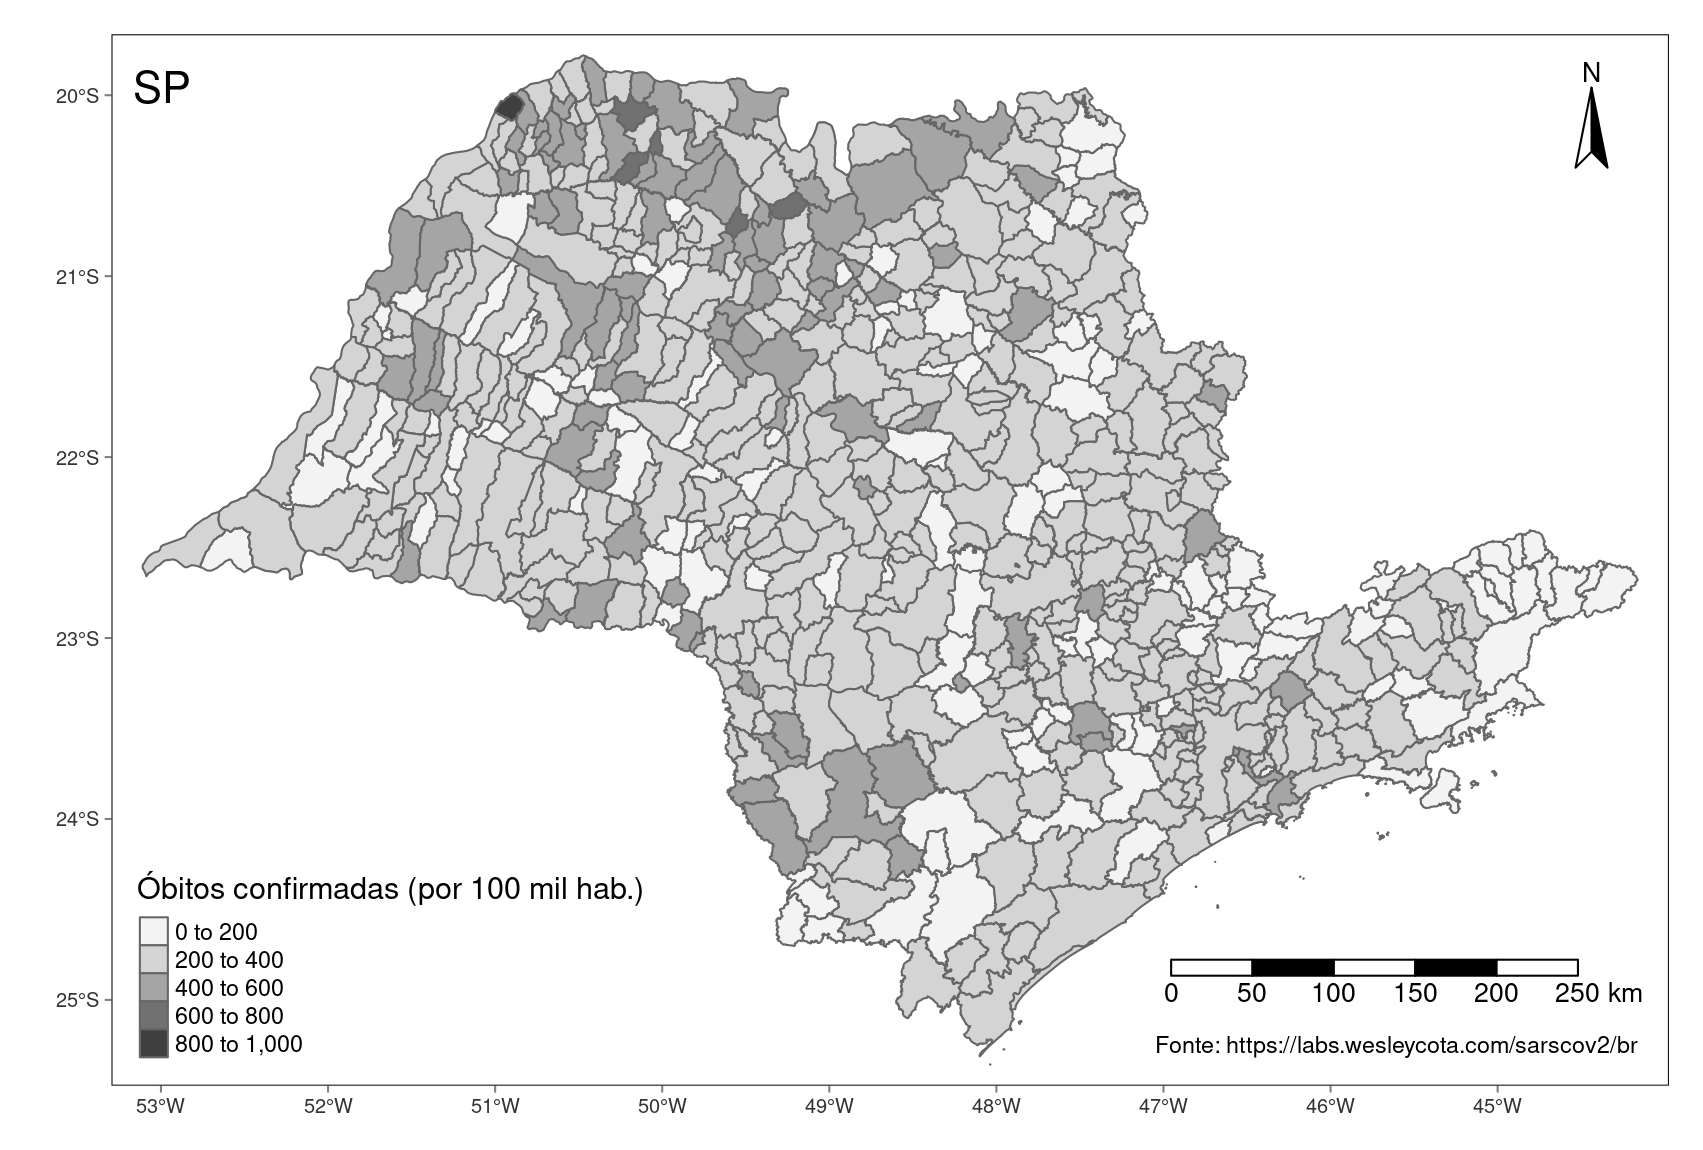 SP
N
20°S
21°S
22°S
23°S
24°S
25°S
Óbitos confirmadas (por 100 mil hab.)
0 to 200
200 to 400
400 to 600
600 to 800
800 to 1,000
0 50 100 150 200 250 km
Fonte: https://labs.wesleycota.com/sarscov2/br
53°W 52°W 51°W 50°W 49°W 48°W 47°W 46°W 45°W